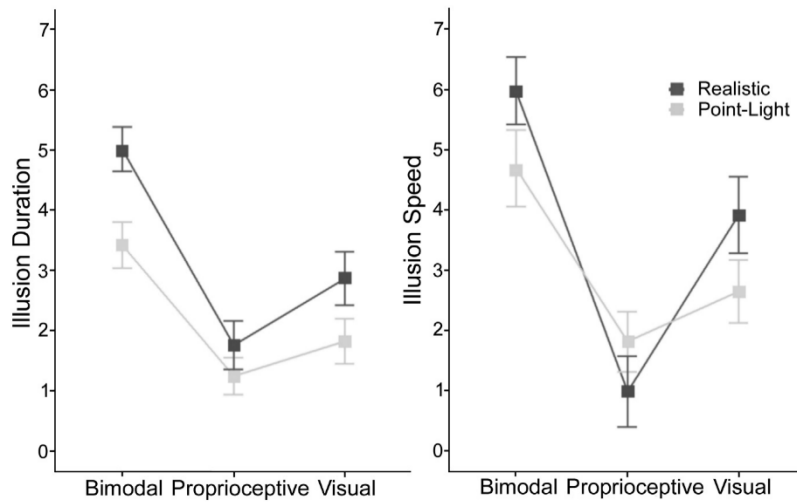 Illusion Duration
7
6
5
4
3
2
1
0
Bimodal Proprioceptive Visual
Illusion Speed
7
6
5
4
3
2
1
0
Realistic
Point-Light
Bimodal Proprioceptive Visual